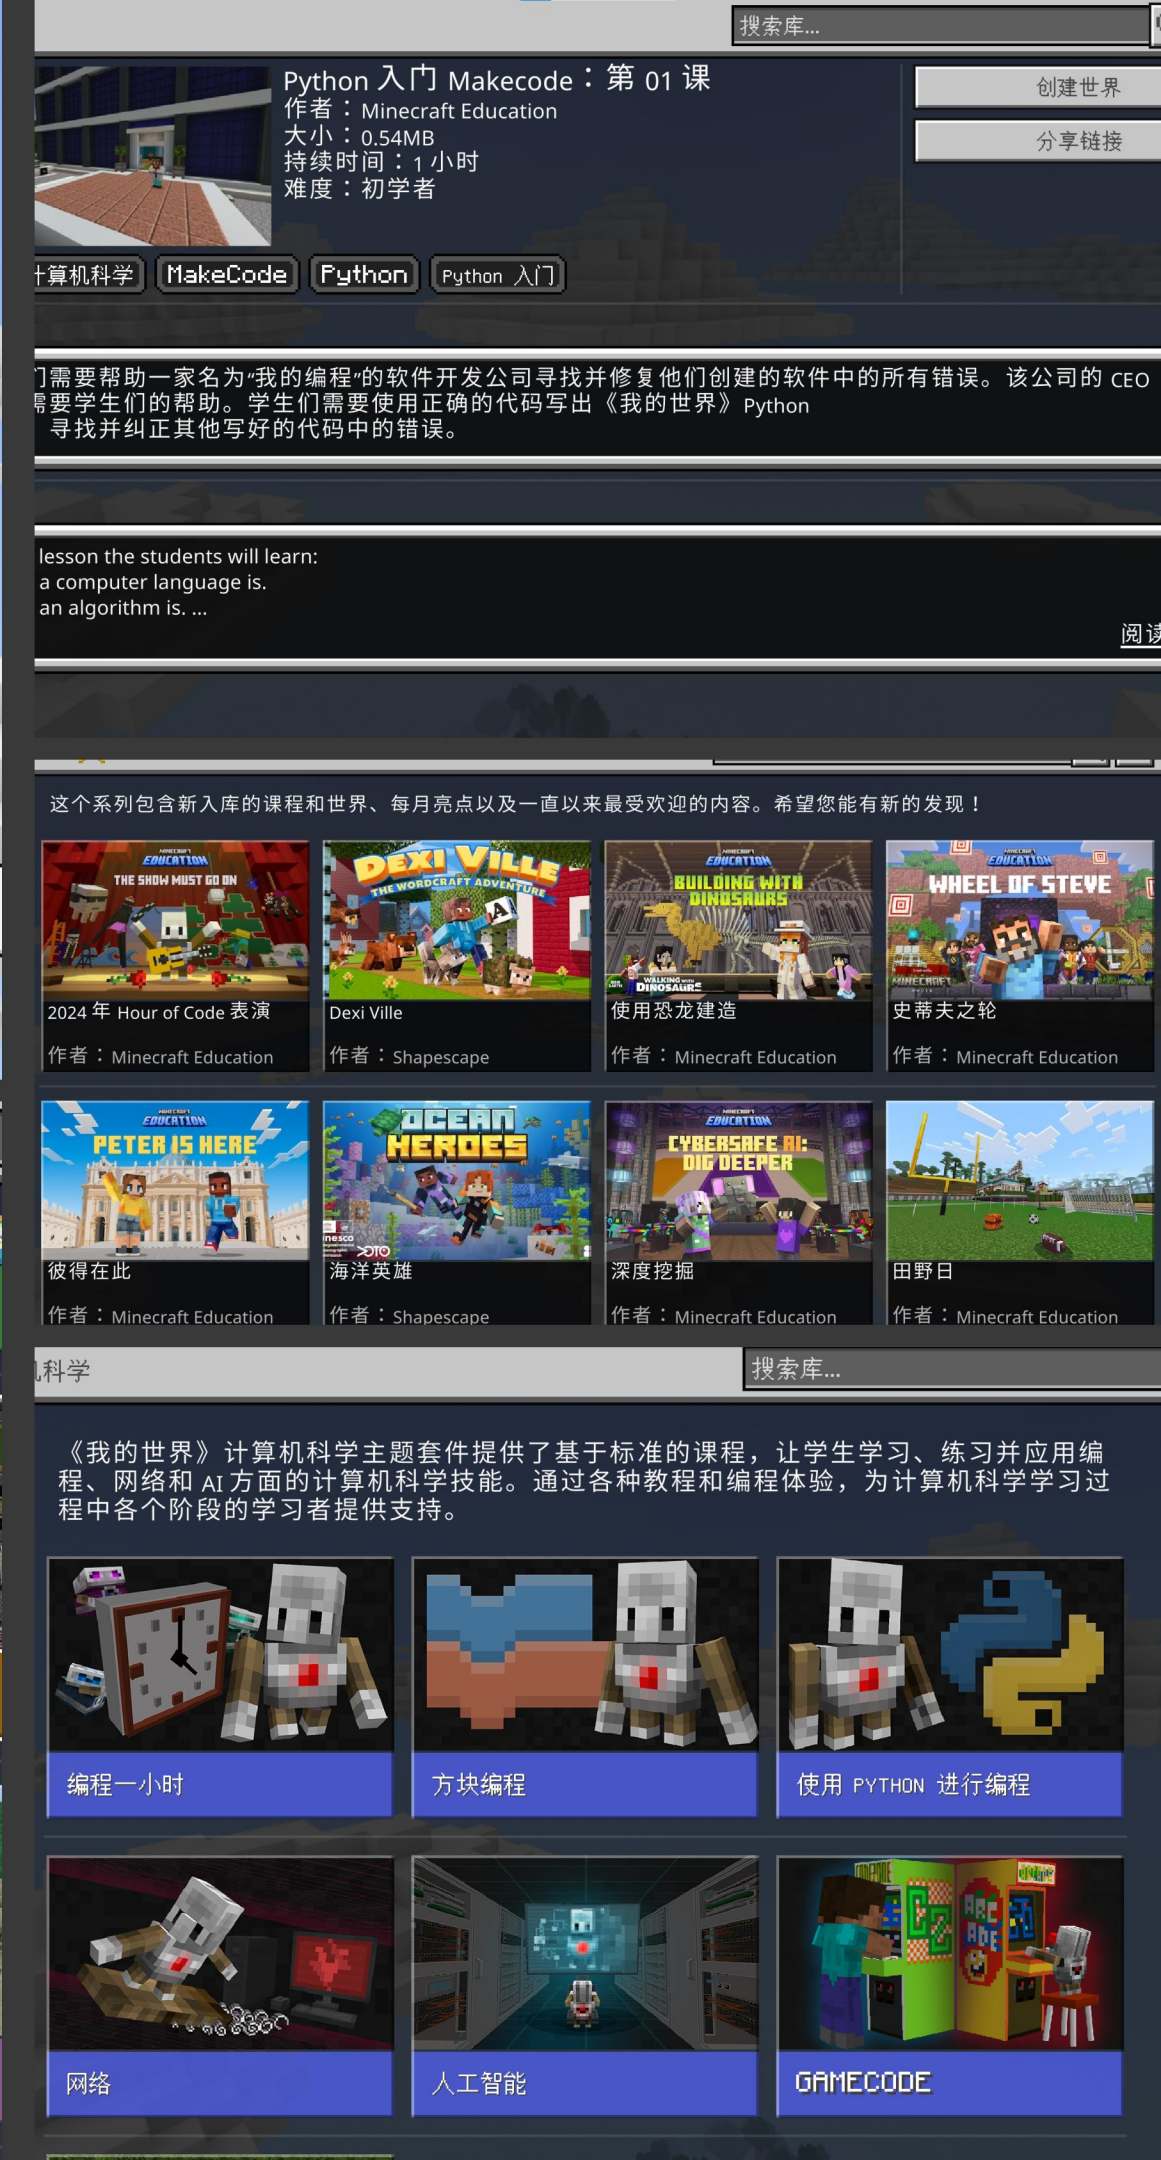 搜索库...
Python 入门 Makecode：第 01 课
作者：Minecraft Education
大小：0.54MB
持续时间：1 小时
难度：初学者
创建世界
分享链接
计算机科学 MakeCode Python Python 入门
们需要帮助一家名为“我的编程”的软件开发公司寻找并修复他们创建的软件中的所有错误。该公司的 CEO
需要学生们的帮助。学生们需要使用正确的代码写出《我的世界》Python
寻找并纠正其他写好的代码中的错误。
lesson the students will learn:
a computer language is.
an algorithm is. ...
阅读
这个系列包含新入库的课程和世界、每月亮点以及一直以来最受欢迎的内容。希望您能有新的发现！
MINECRAFT
EDUCATION
THE SHOW MUST GO ON
2024 年 Hour of Code 表演
作者：Minecraft Education
DEXI VILLE
THE WORDCRAFT ADVENTURE
A
Dexi Ville
作者：Shapescape
MINECRAFT
EDUCATION
BUILDING WITH
DINOSAURS
WALKING WITH
DINOSAURS
使用恐龙建造
作者：Minecraft Education
MINECRAFT
EDUCATION
WHEEL OF STEVE
MINECRAFT
史蒂夫之轮
作者：Minecraft Education
MINECRAFT
EDUCATION
PETER IS HERE
彼得在此
作者：Minecraft Education
OCEAN
HEROES
unesco
海洋英雄
作者：Shapescape
MINECRAFT
EDUCATION
CYBERSAFE AI:
DIG DEEPER
深度挖掘
作者：Minecraft Education
田野日
作者：Minecraft Education
机科学
搜索库...
《我的世界》计算机科学主题套件提供了基于标准的课程，让学生学习、练习并应用编
程、网络和 AI 方面的计算机科学技能。通过各种教程和编程体验，为计算机科学学习过
程中各个阶段的学习者提供支持。
编程一小时
方块编程
使用 PYTHON 进行编程
网络
人工智能
ARC
ADE
GAMECODE